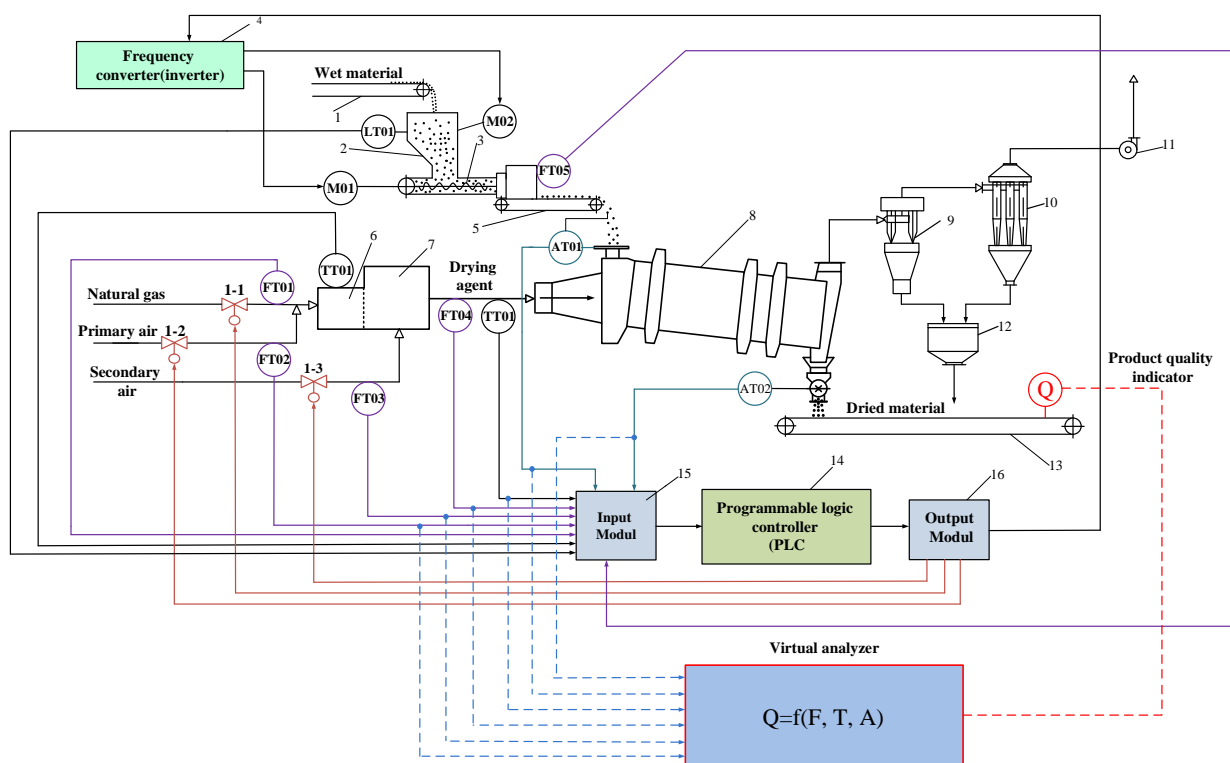 4
Frequency
converter(inverter)
Wet material
1
M02
LT01
2
3
FT05
11
M01
10
5
9
8
AT01
6
7
TT01
Drying
agent
FT01
Natural gas
1-1
FT04
TT01
Primary air
1-2
12
FT02
Secondary
air
1-3
FT03
AT02
Product quality
indicator
Q
Dried material
13
15
14
16
Input
Modul
Programmable logic
controller
(PLC
Output
Modul
Virtual analyzer
Q=f(F, T, A)